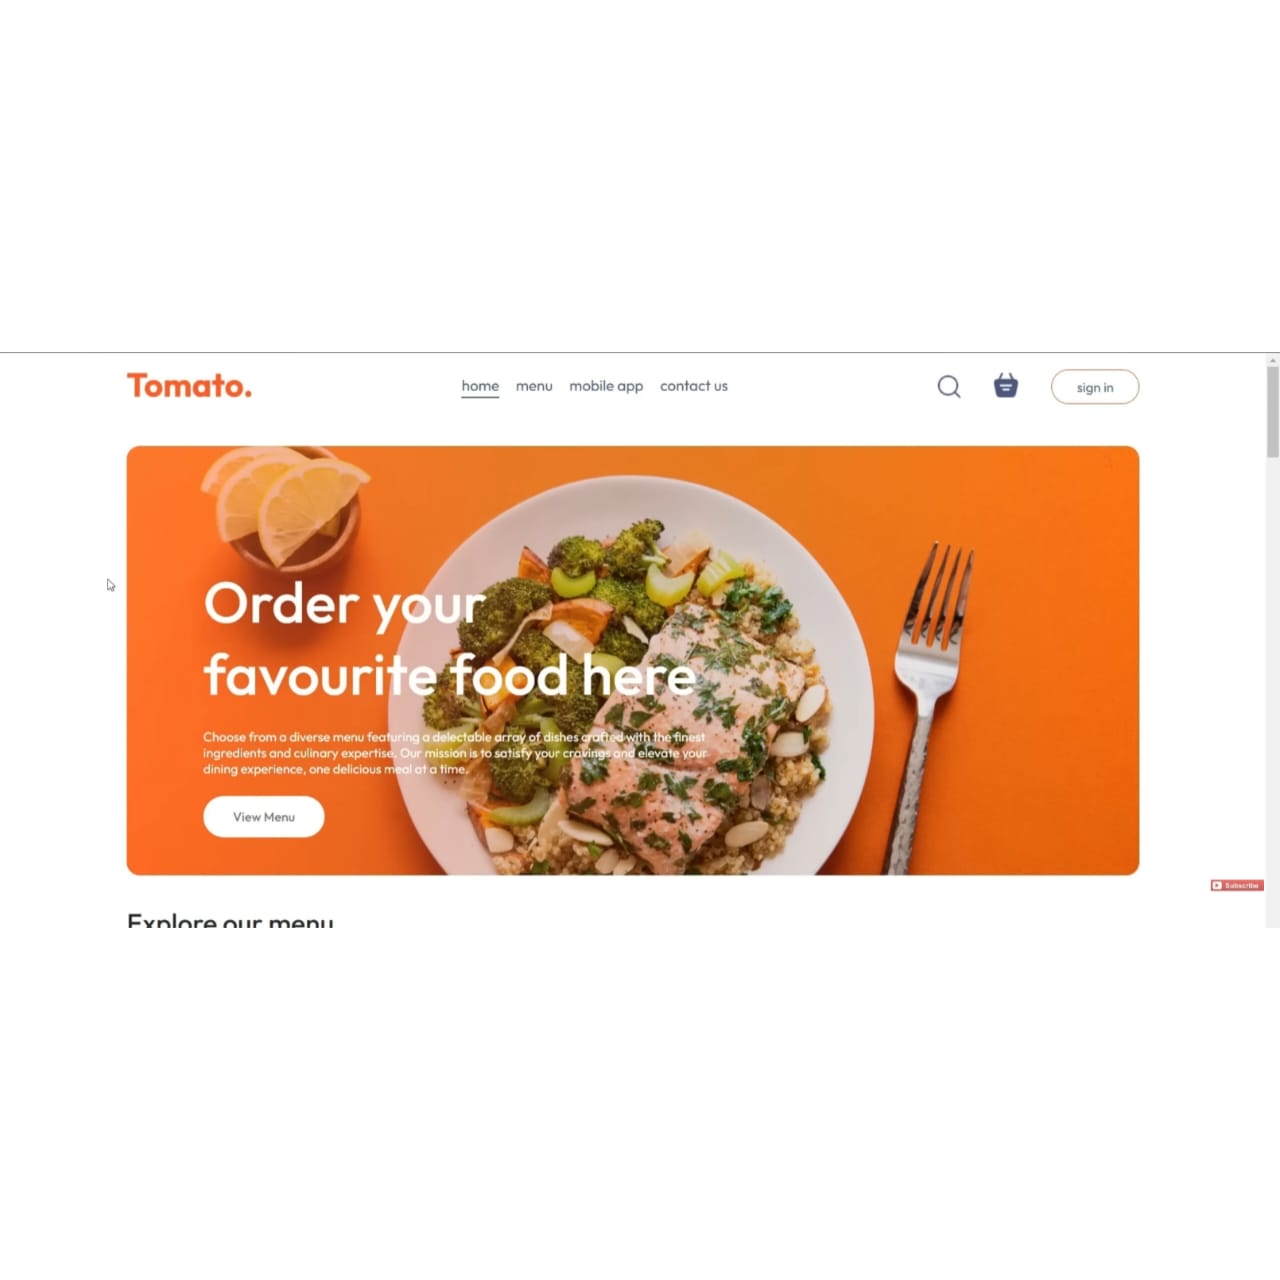 Tomato.
home menu mobile app contact us
sign in
Order your
favourite food here
Choose from a diverse menu featuring a delectable array of dishes crafted with the finest
ingredients and culinary expertise. Our mission is to satisfy your cravings and elevate your
dining experience, one delicious meal at a time.
View Menu
Subscribe
Explore our menu